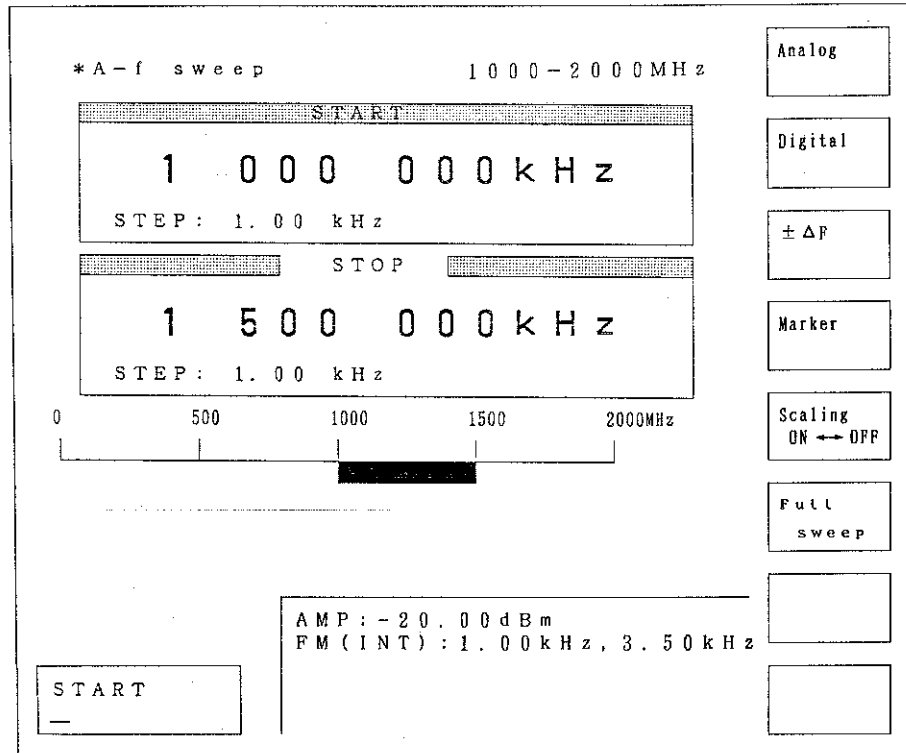 *A-f sweep 1000-2000MHz
START
1 000 000kHz
STEP: 1.00 kHz
STOP
1 500 000kHz
STEP: 1.00 kHz
0 500 1000 1500 2000MHz
AMP:-20.00dBm
FM(INT):1.00kHz,3.50kHz
START
Analog
Digital
± ΔF
Marker
Scaling
ON ←→ OFF
Full
sweep